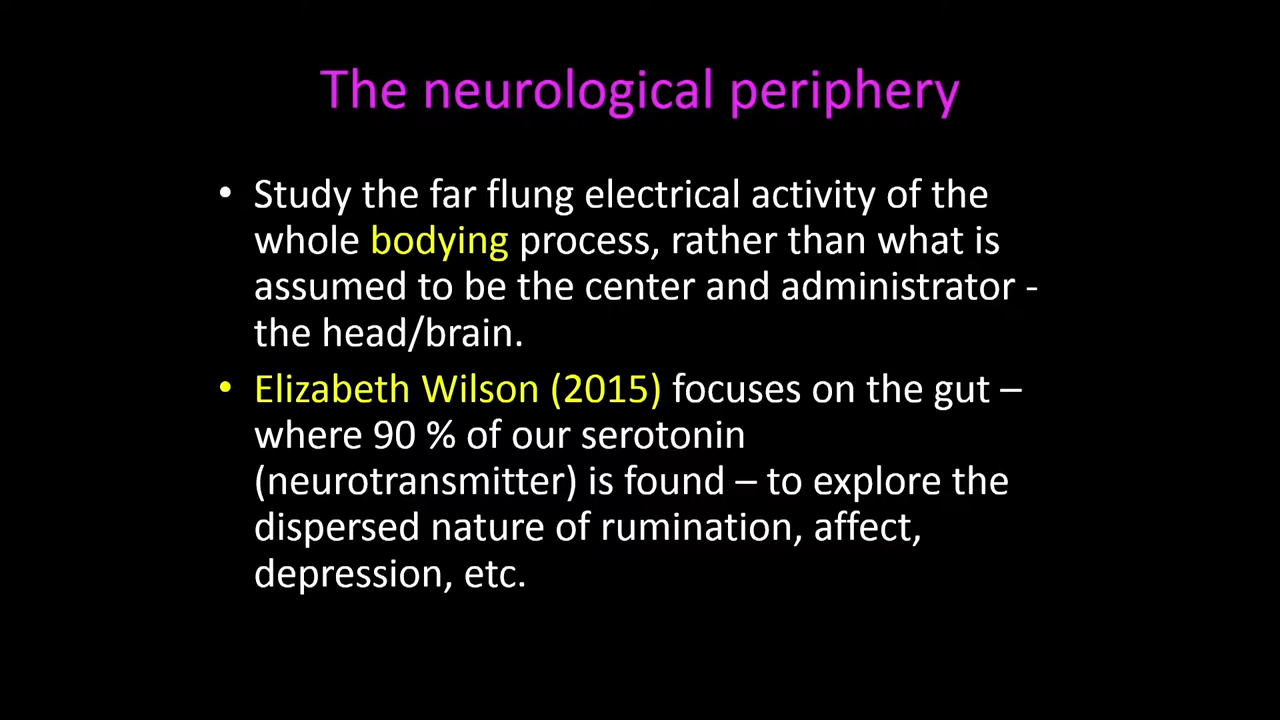 The neurological periphery
• Study the far flung electrical activity of the
whole bodying process, rather than what is
assumed to be the center and administrator -
the head/brain.
• Elizabeth Wilson (2015) focuses on the gut –
where 90 % of our serotonin
(neurotransmitter) is found – to explore the
dispersed nature of rumination, affect,
depression, etc.